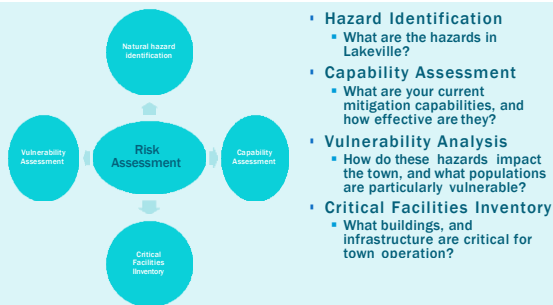 Natural hazard
identification
Vulnerability
Assessment
Risk
Assessment
Capability
Assessment
Critical
Facilities
IInventory
Hazard Identification
What are the hazards in
Lakeville?
Capability Assessment
What are your current
mitigation capabilities, and
how effective are they?
Vulnerability Analysis
How do these hazards impact
the town, and what populations
are particularly vulnerable?
Critical Facilities Inventory
What buildings, and
infrastructure are critical for
town operation?